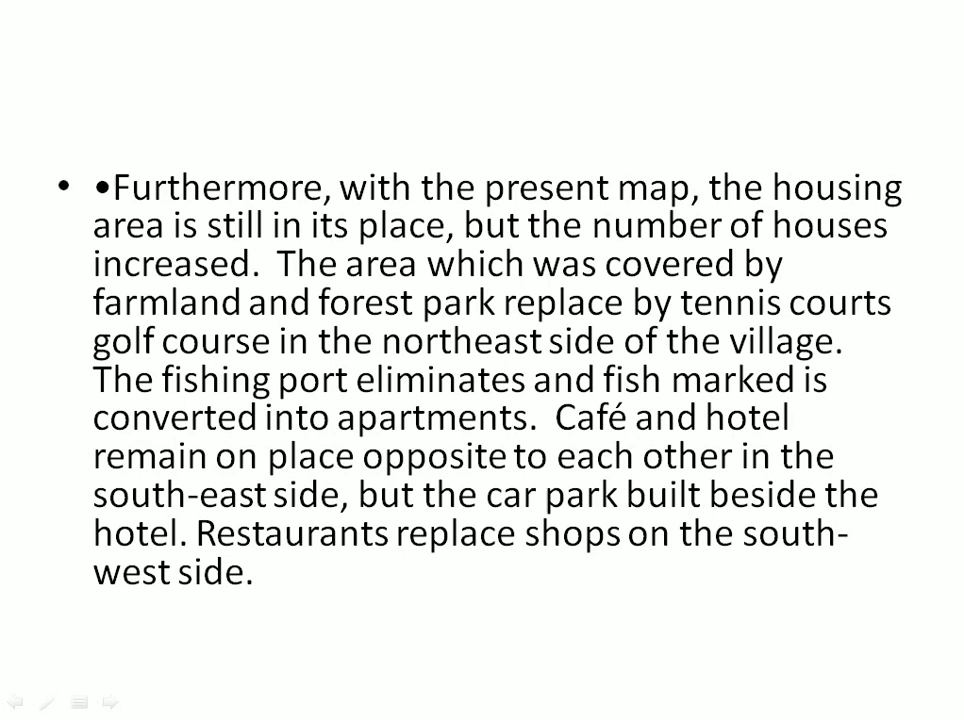 • •Furthermore, with the present map, the housing
area is still in its place, but the number of houses
increased.  The area which was covered by
farmland and forest park replace by tennis courts
golf course in the northeast side of the village.
The fishing port eliminates and fish marked is
converted into apartments.  Café and hotel
remain on place opposite to each other in the
south-east side, but the car park built beside the
hotel. Restaurants replace shops on the south-
west side.